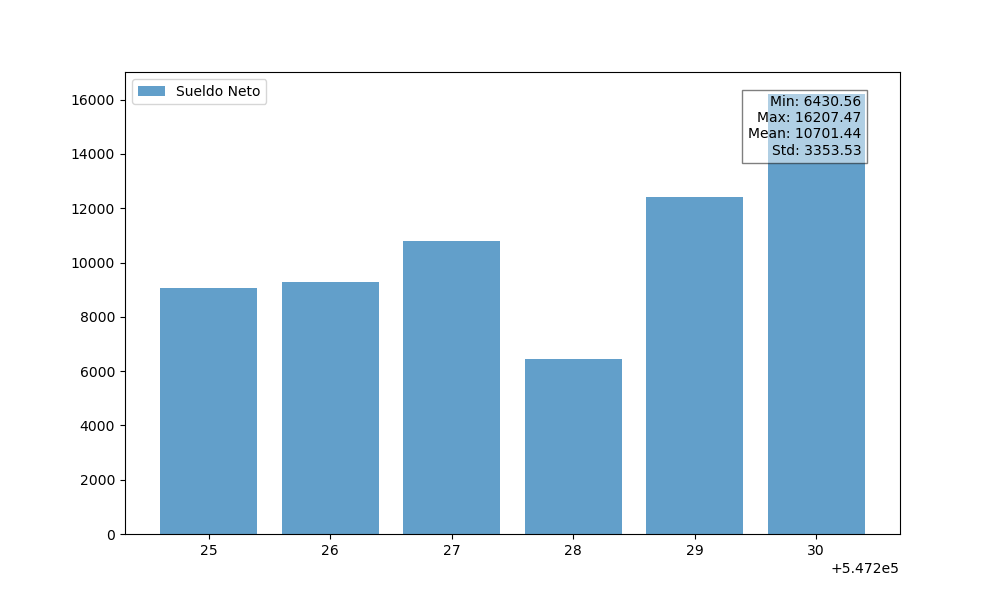 Sueldo Neto
Min: 6430.56
Max: 16207.47
Mean: 10701.44
Std: 3353.53
16000
14000
12000
10000
8000
6000
4000
2000
0
25 26 27 28 29 30
+5.472e5